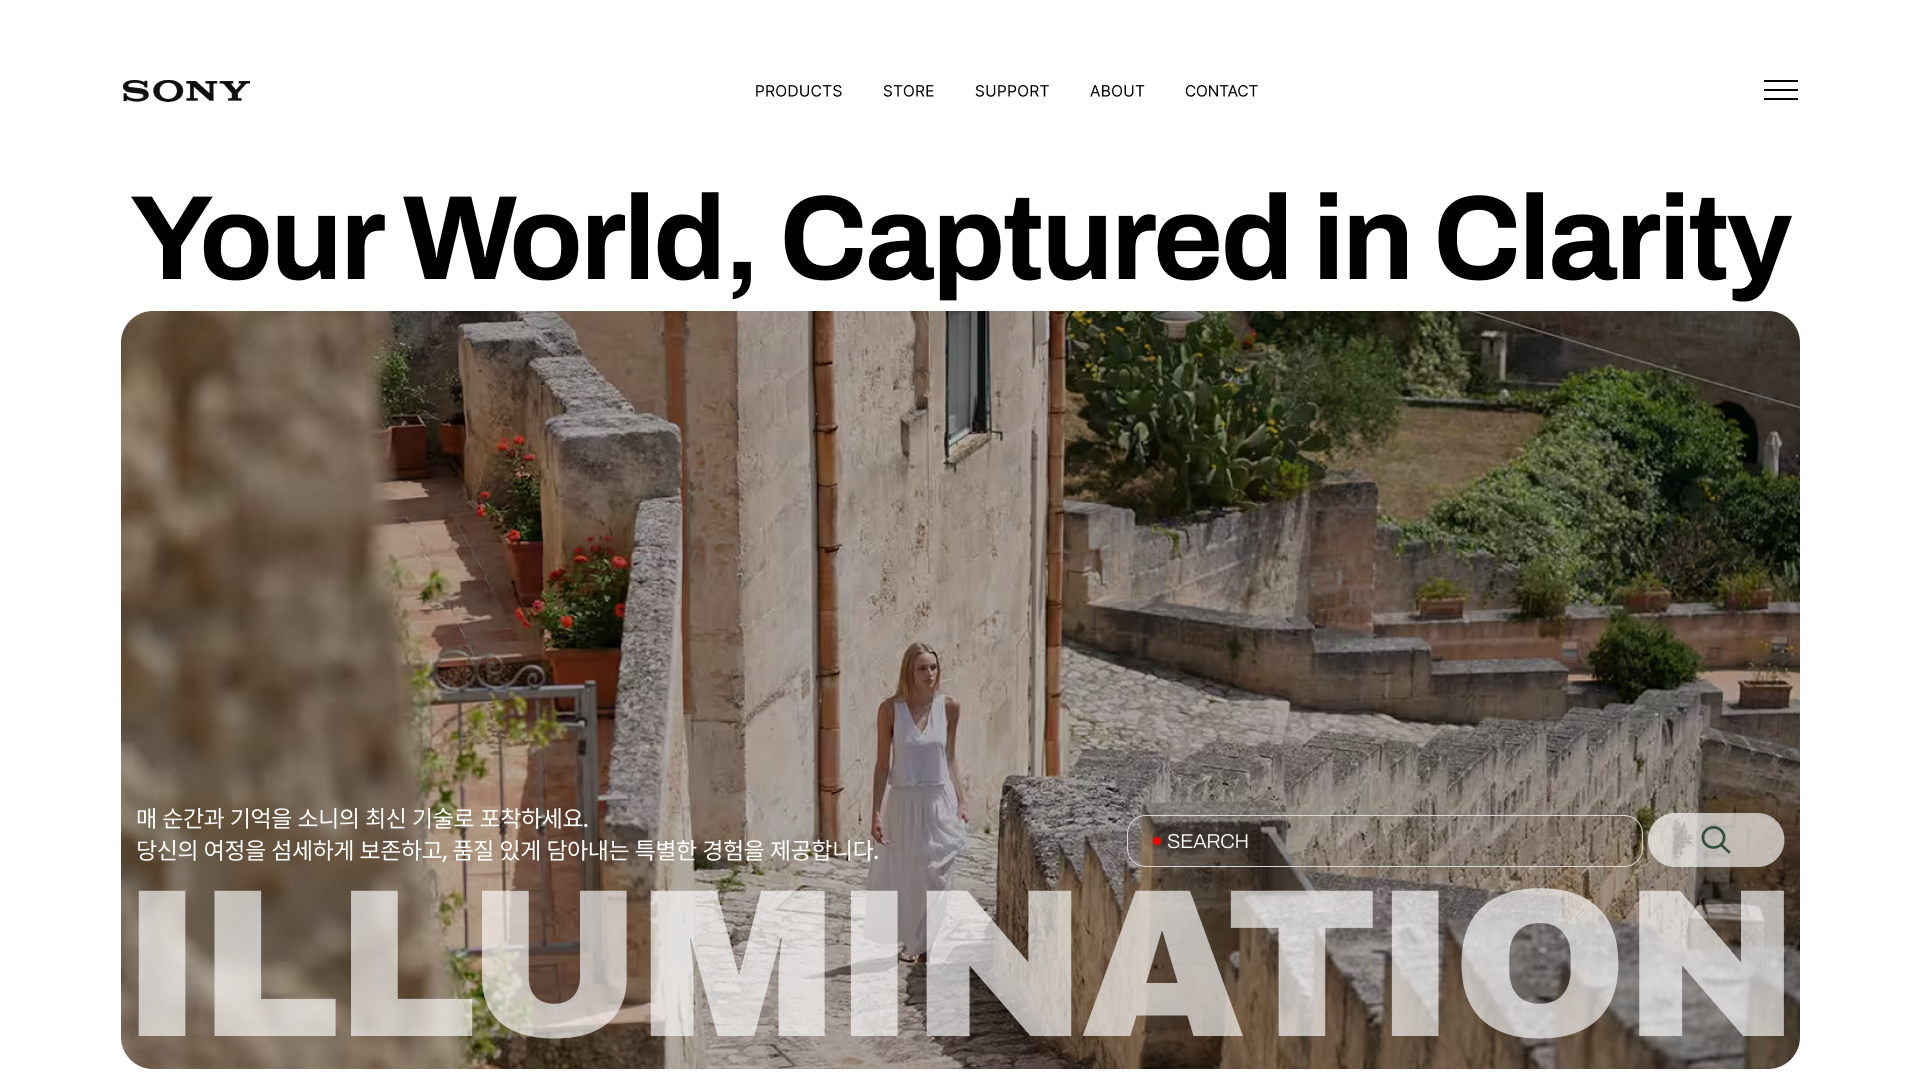 SONY
PRODUCTS STORE SUPPORT ABOUT CONTACT
Your World, Captured in Clarity
매 순간과 기억을 소니의 최신 기술로 포착하세요.
당신의 여정을 섬세하게 보존하고, 품질 있게 담아내는 특별한 경험을 제공합니다.
SEARCH
ILLUMINATION